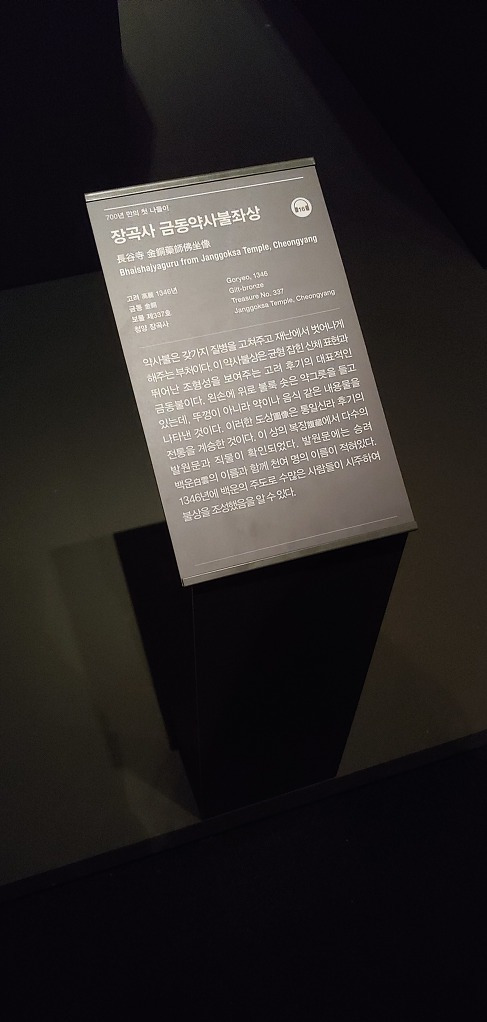 700년 만의 첫 나들이
장곡사 금동약사불좌상
長谷寺 金銅藥師佛坐像
Bhaishajyaguru from Janggoksa Temple, Cheongyang
고려 高麗 1346년
금동 金銅
보물 제337호
청양 장곡사
Goryeo, 1346
Gilt-bronze
Treasure No. 337
Janggoksa Temple, Cheongyang
약사불은 갖가지 질병을 고쳐주고 재난에서 벗어나게
해주는 부처이다. 이 약사불상은 균형 잡힌 신체 표현과
뛰어난 조형성을 보여주는 고려 후기의 대표적인
금동불이다. 왼손에 위로 불룩 솟은 약그릇을 들고
있는데, 뚜껑이 아니라 약이나 음식 같은 내용물을
나타낸 것이다. 이러한 도상圖像은 통일신라 후기의
전통을 계승한 것이다. 이 상의 복장腹藏에서 다수의
발원문과 직물이 확인되었다. 발원문에는 승려
백운白雲의 이름과 함께 천여 명의 이름이 적혀있다.
1346년에 백운의 주도로 수많은 사람들이 시주하여
불상을 조성했음을 알 수 있다.